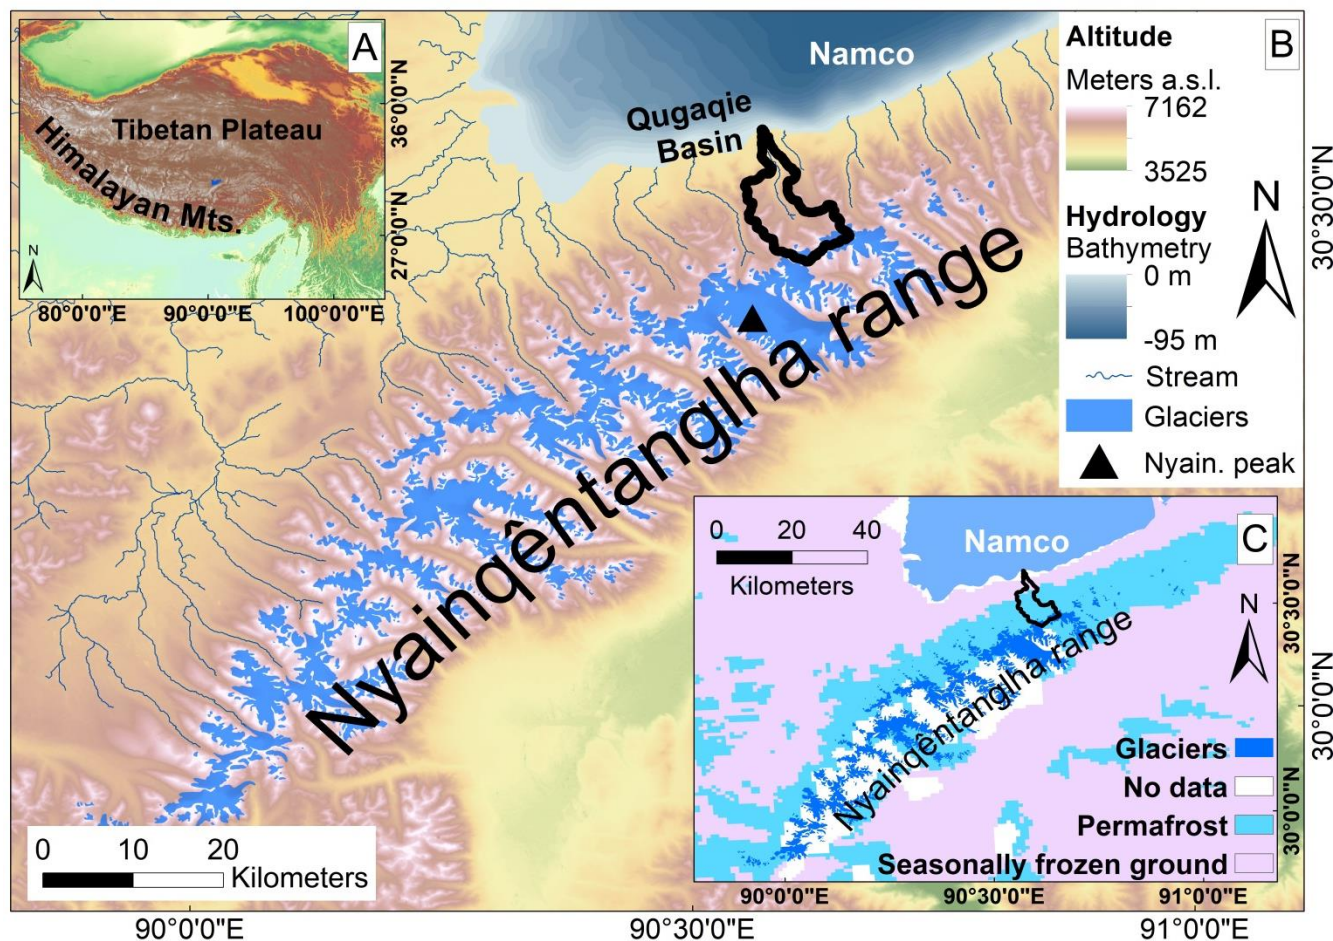 A
Tibetan Plateau
Himalayan Mts.
N
36°0'0"N
27°0'0"N
80°0'0"E
90°0'0"E
100°0'0"E
B
Namco
Qugaqie
Basin
Nyainqêntanglha range
Altitude
Meters a.s.l.
7162
3525
Hydrology
Bathymetry
0 m
-95 m
Stream
Glaciers
Nyain. peak
N
30°30'0"N
30°0'0"N
0 10 20
Kilometers
90°0'0"E
90°30'0"E
91°0'0"E
C
0 20 40
Kilometers
Namco
N
Nyainqêntanglha range
Glaciers
No data
Permafrost
Seasonally frozen ground
30°30'0"N
30°0'0"N
90°0'0"E
90°30'0"E
91°0'0"E